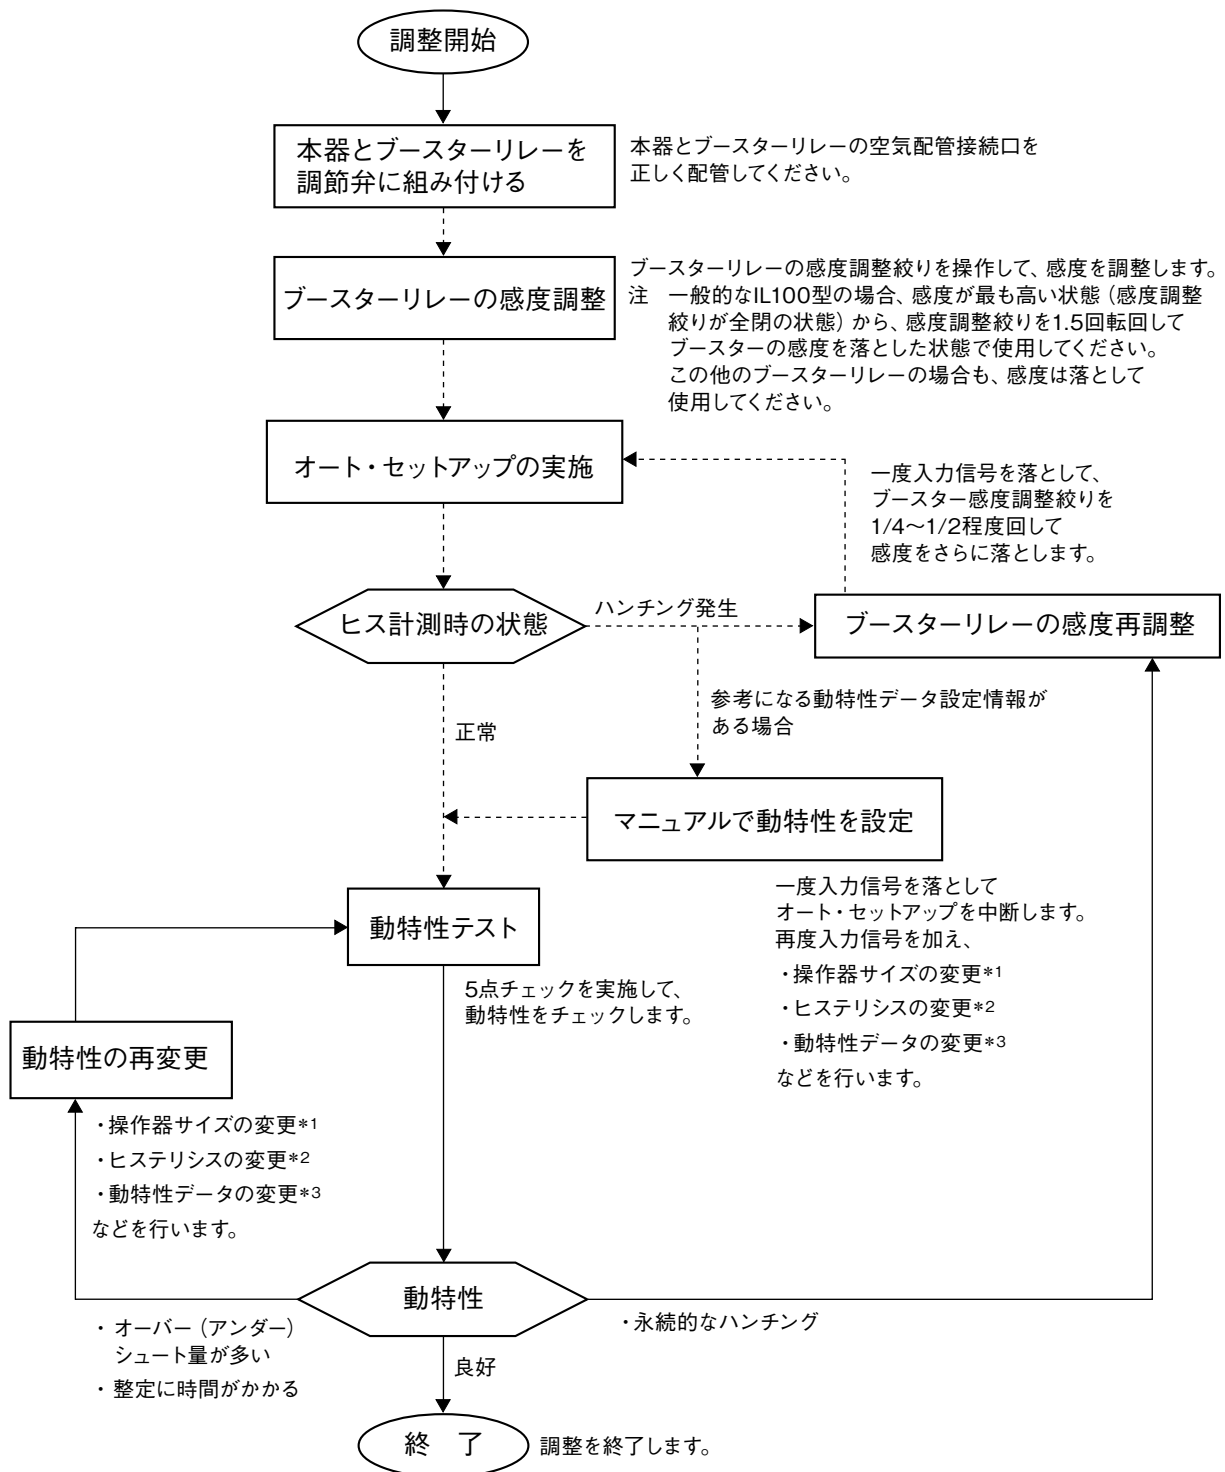 調整開始
本器とブースターリレーを
調節弁に組み付ける
本器とブースターリレーの空気配管接続口を
正しく配管してください。
ブースターリレーの感度調整
ブースターリレーの感度調整絞りを操作して、感度を調整します。
注　一般的なIL100型の場合、感度が最も高い状態（感度調整
絞りが全閉の状態）から、感度調整絞りを1.5回転回して
ブースターの感度を落とした状態で使用してください。
この他のブースターリレーの場合も、感度は落として
使用してください。
オート・セットアップの実施
一度入力信号を落として、
ブースター感度調整絞りを
1/4～1/2程度回して
感度をさらに落とします。
ヒス計測時の状態
ハンチング発生
ブースターリレーの感度再調整
参考になる動特性データ設定情報が
ある場合
正常
マニュアルで動特性を設定
一度入力信号を落として
オート・セットアップを中断します。
再度入力信号を加え、
・操作器サイズの変更*1
・ヒステリシスの変更*2
・動特性データの変更*3
などを行います。
動特性テスト
5点チェックを実施して、
動特性をチェックします。
動特性の再変更
・操作器サイズの変更*1
・ヒステリシスの変更*2
・動特性データの変更*3
などを行います。
動特性
・オーバー（アンダー）
シュート量が多い
・整定に時間がかかる
・永続的なハンチング
良好
終　了
調整を終了します。